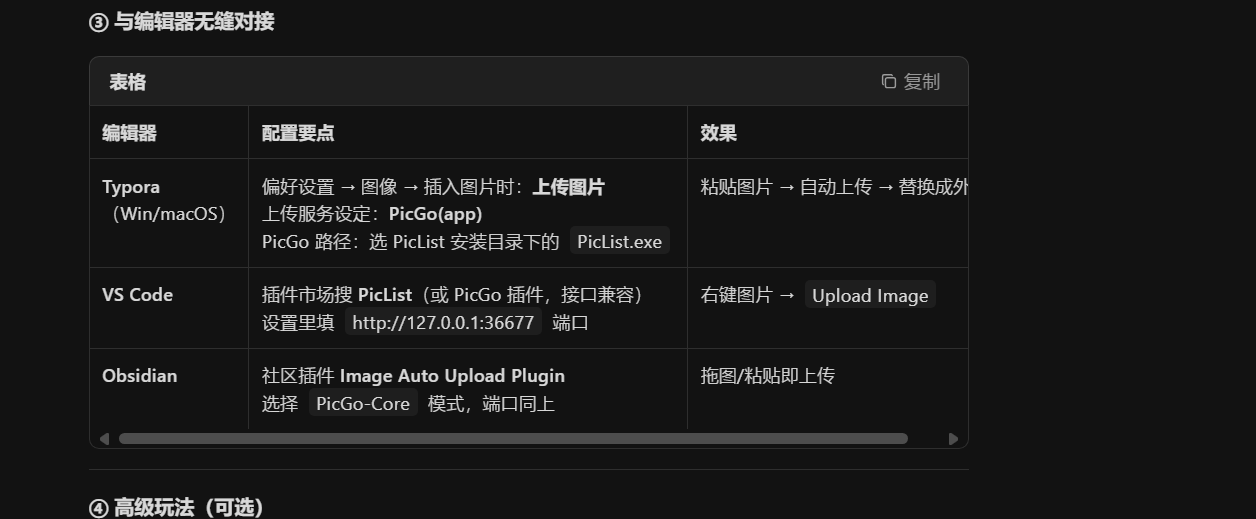 ③ 与编辑器无缝对接
表格
复制
编辑器 配置要点 效果
Typora
（Win/macOS）
偏好设置 → 图像 → 插入图片时：上传图片
上传服务设定：PicGo(app)
PicGo 路径：选 PicList 安装目录下的 PicList.exe
粘贴图片 → 自动上传 → 替换成外
VS Code
插件市场搜 PicList（或 PicGo 插件，接口兼容）
设置里填 http://127.0.0.1:36677 端口
右键图片 → Upload Image
Obsidian
社区插件 Image Auto Upload Plugin
选择 PicGo-Core 模式，端口同上
拖图/粘贴即上传
④ 高级玩法（可选）